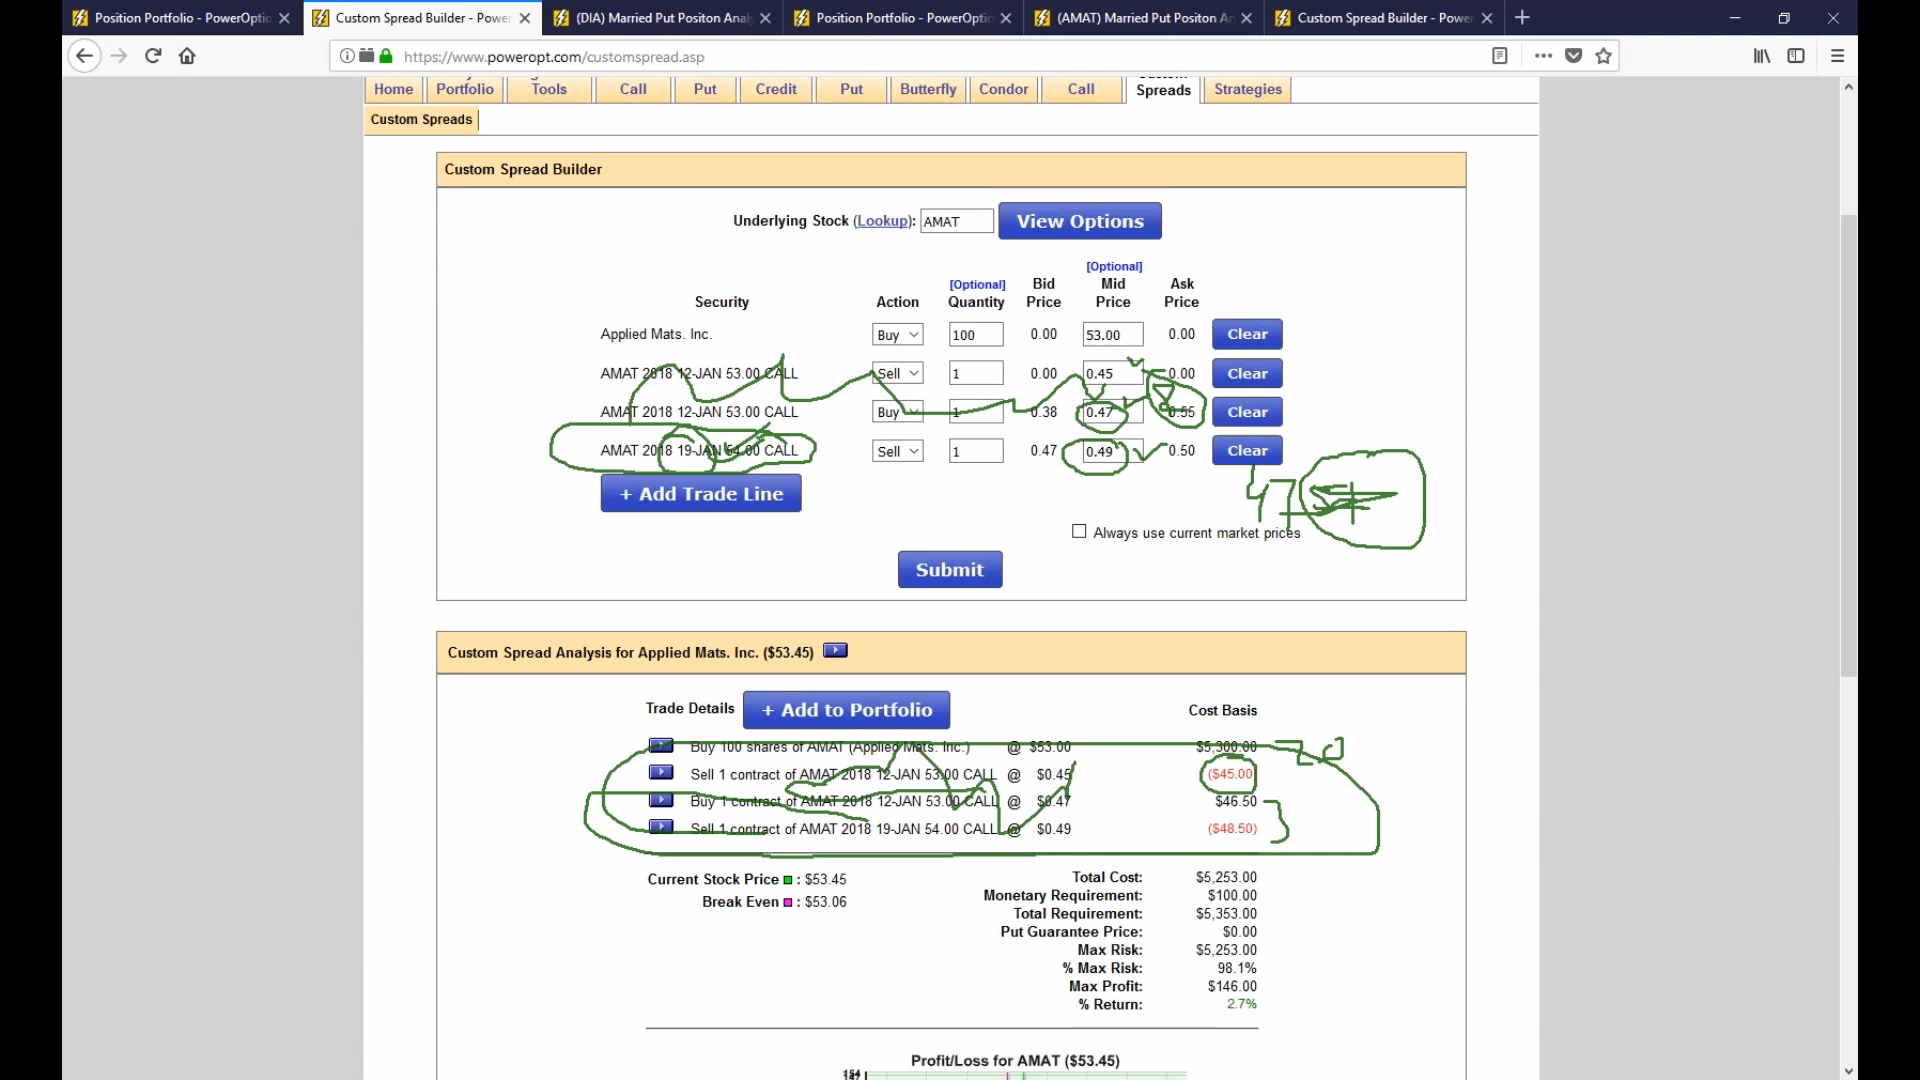 Position Portfolio - PowerOptio
Custom Spread Builder - Power
(DIA) Married Put Positon Anal
Position Portfolio - PowerOptio
(AMAT) Married Put Positon An
Custom Spread Builder - Power
https://www.poweropt.com/customspread.asp
Home Portfolio Tools Call Put Credit Put Butterfly Condor Call Spreads Strategies
Custom Spreads
Custom Spread Builder
Underlying Stock (Lookup): AMAT View Options
[Optional]
[Optional] Bid Mid Ask
Security Action Quantity Price Price Price
Applied Mats. Inc. Buy 100 0.00 53.00 0.00 Clear
AMAT 2018 12-JAN 53.00 CALL Sell 1 0.00 0.45 0.00 Clear
AMAT 2018 12-JAN 53.00 CALL Buy 1 0.38 0.47 0.55 Clear
AMAT 2018 19-JAN 54.00 CALL Sell 1 0.47 0.49 0.50 Clear
+ Add Trade Line
47
Always use current market prices
Submit
Custom Spread Analysis for Applied Mats. Inc. ($53.45)
Trade Details + Add to Portfolio Cost Basis
Buy 100 shares of AMAT (Applied Mats. Inc.) @ $53.00 $5,300.00
Sell 1 contract of AMAT 2018 12-JAN 53.00 CALL @ $0.45 ($45.00)
Buy 1 contract of AMAT 2018 12-JAN 53.00 CALL @ $0.47 $46.50
Sell 1 contract of AMAT 2018 19-JAN 54.00 CALL @ $0.49 ($48.50)
Current Stock Price : $53.45
Break Even : $53.06
Total Cost: $5,253.00
Monetary Requirement: $100.00
Total Requirement: $5,353.00
Put Guarantee Price: $0.00
Max Risk: $5,253.00
% Max Risk: 98.1%
Max Profit: $146.00
% Return: 2.7%
Profit/Loss for AMAT ($53.45)